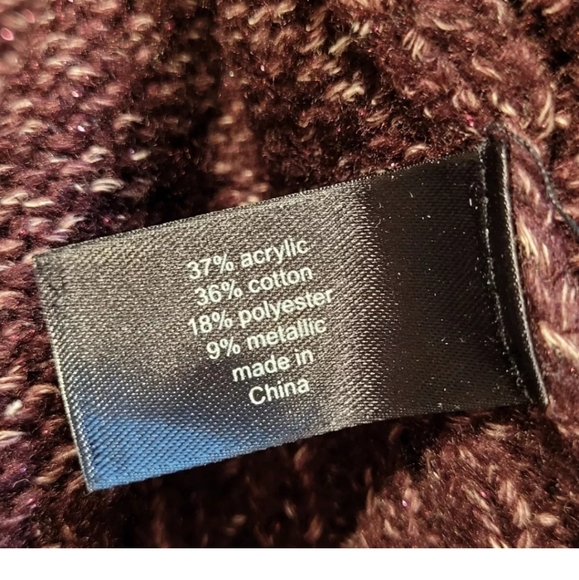 37% acrylic
36% cotton
18% polyester
9% metallic
made in
China